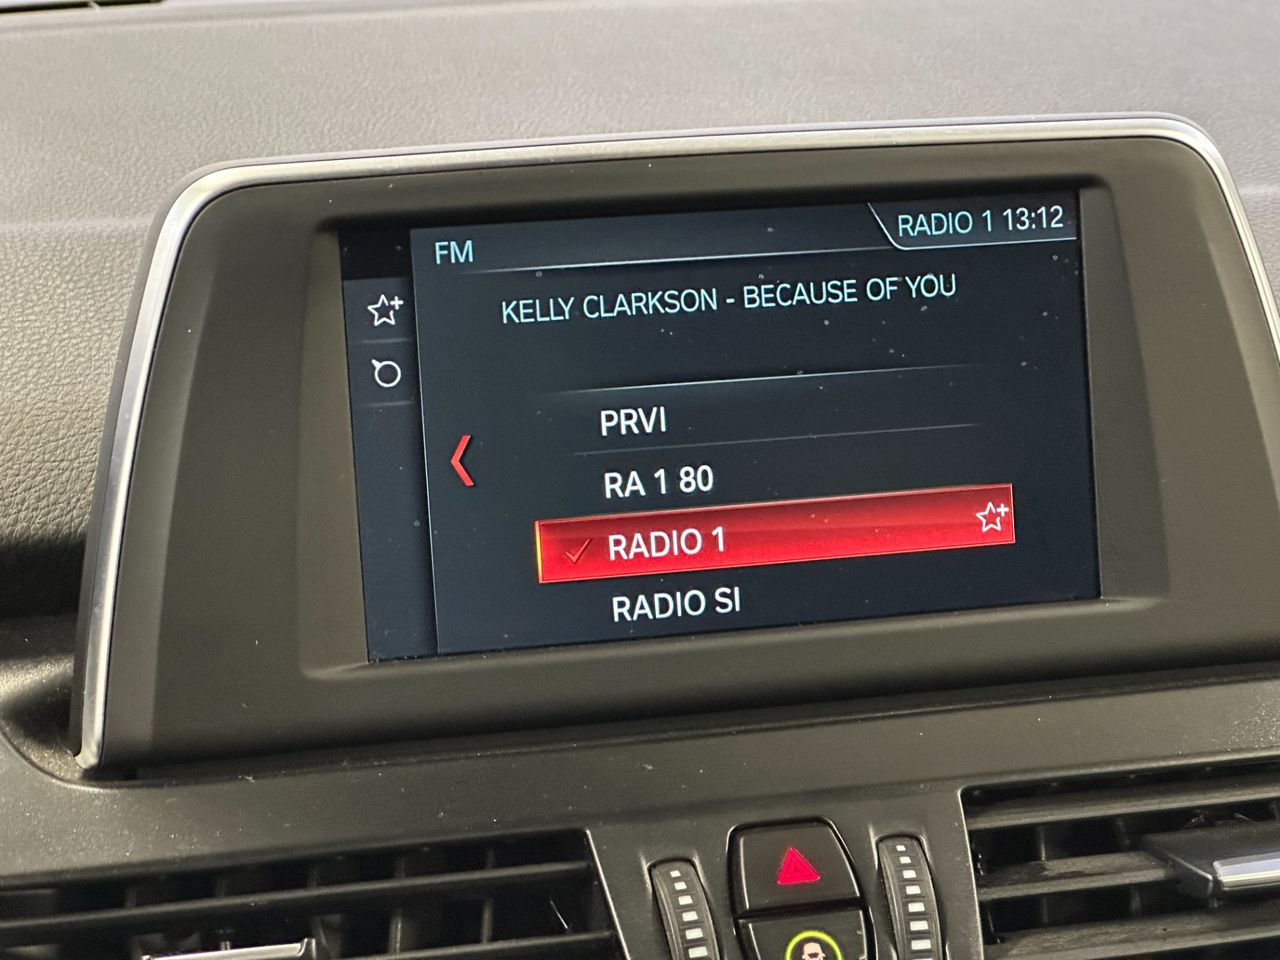 FM
RADIO 1 13:12
KELLY CLARKSON - BECAUSE OF YOU
PRVI
RA 1 80
RADIO 1
RADIO SI